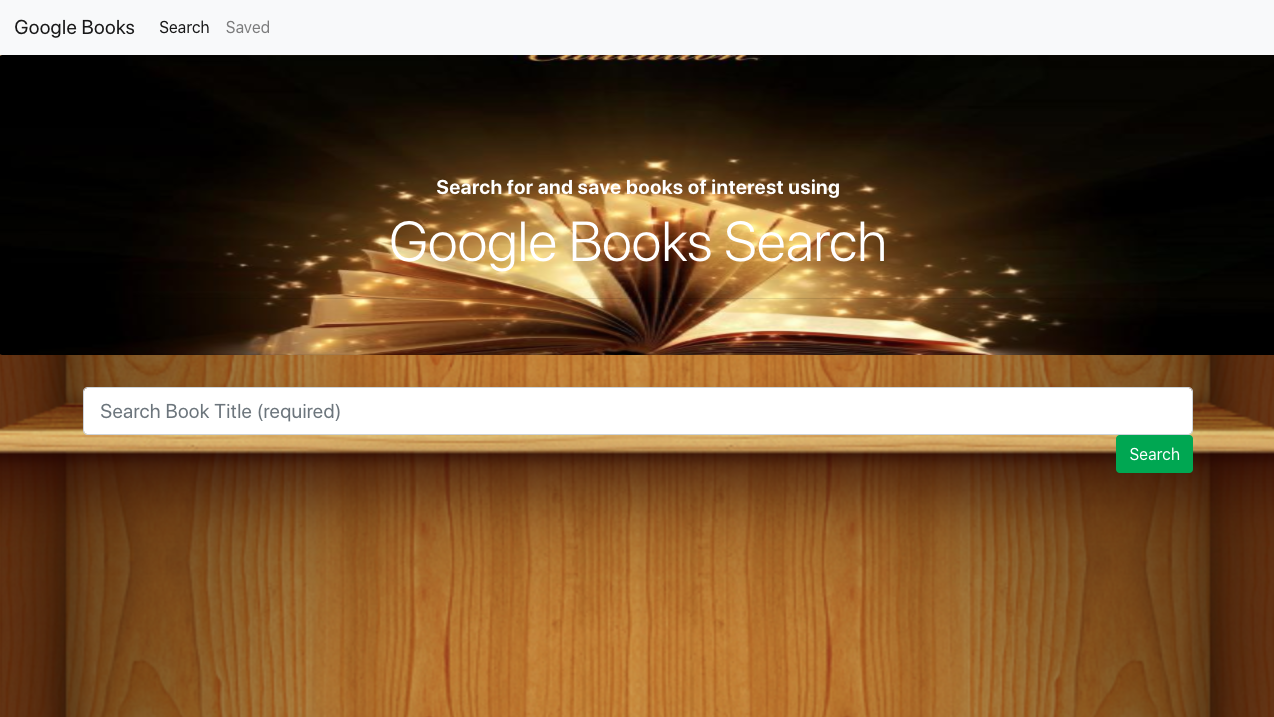 Google Books Search Saved
Search for and save books of interest using
Google Books Search
Search Book Title (required)
Search